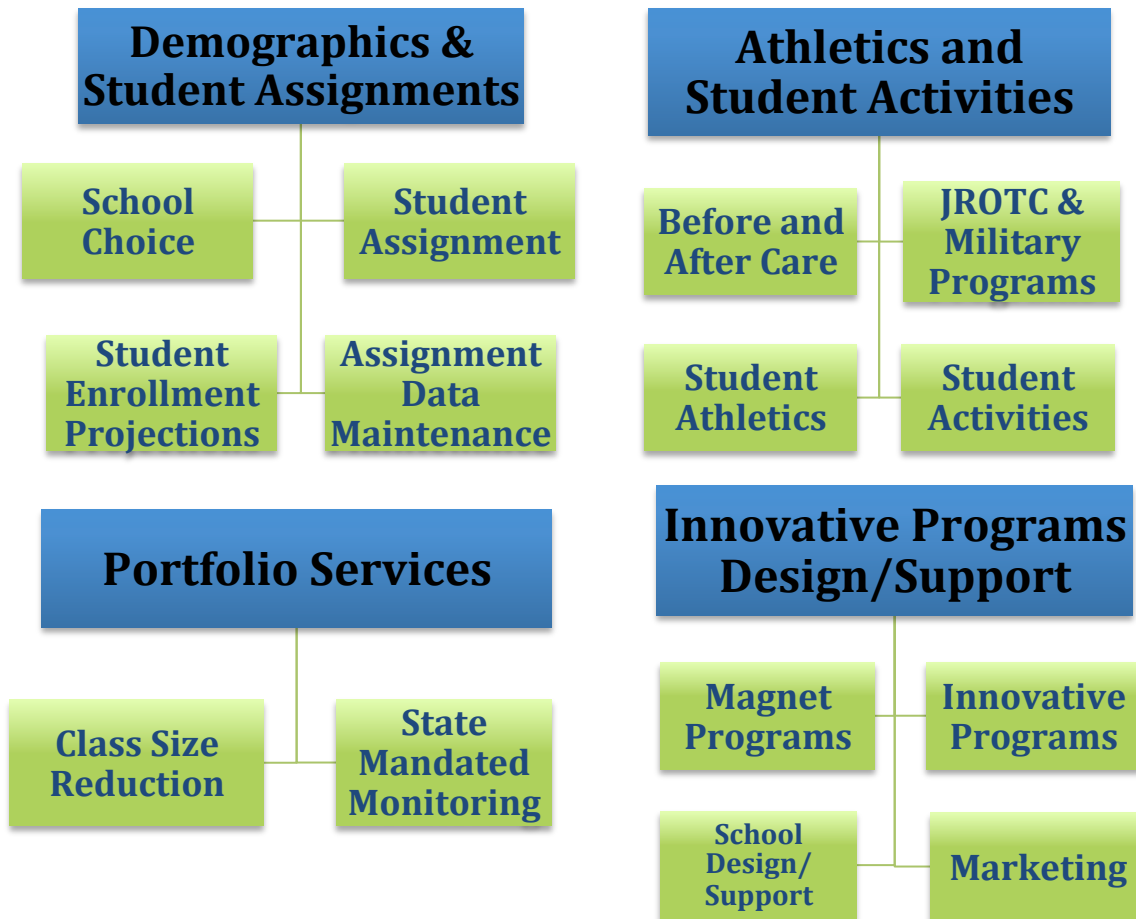 Demographics &
Student Assignments
School
Choice
Student
Assignment
Student
Enrollment
Projections
Assignment
Data
Maintenance
Athletics and
Student Activities
Before and
After Care
JROTC &
Military
Programs
Student
Athletics
Student
Activities
Portfolio Services
Class Size
Reduction
State
Mandated
Monitoring
Innovative Programs
Design/Support
Magnet
Programs
Innovative
Programs
School
Design/
Support
Marketing